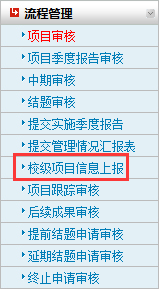 流程管理
项目审核
项目季度报告审核
中期审核
结题审核
提交实施季度报告
提交管理情况汇报表
校级项目信息上报
项目跟踪审核
后续成果审核
提前结题申请审核
延期结题申请审核
终止申请审核